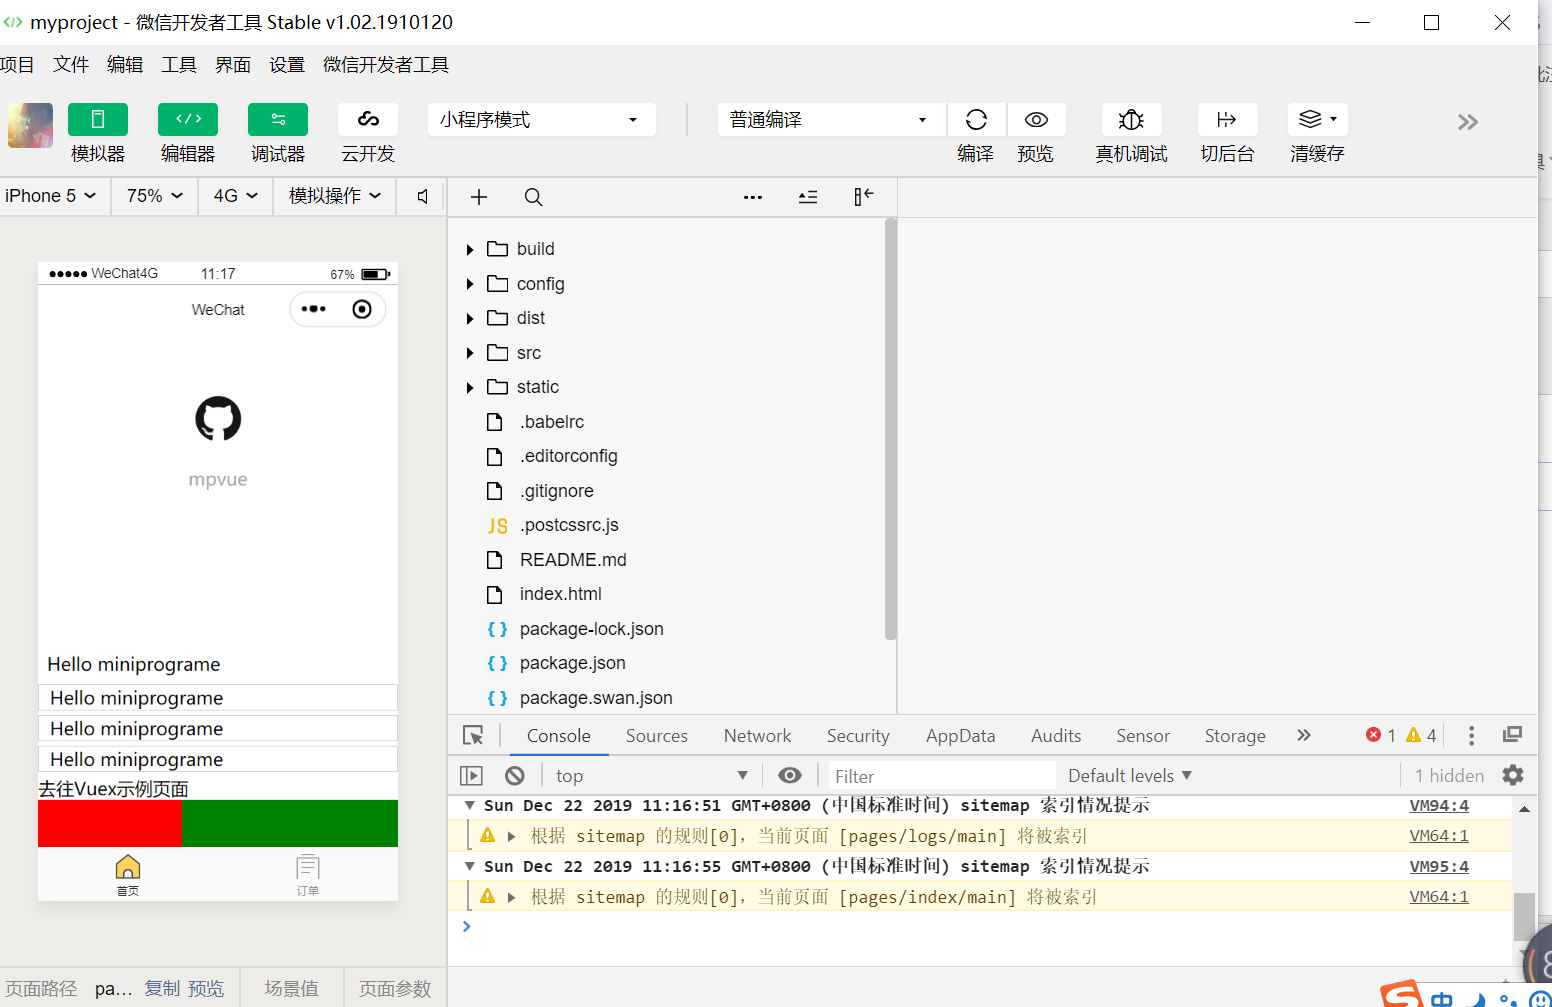 myproject - 微信开发者工具 Stable v1.02.1910120
项目 文件 编辑 工具 界面 设置 微信开发者工具
小程序模式 普通编译
模拟器 编辑器 调试器 云开发 编译 预览 真机调试 切后台 清缓存
iPhone 5 75% 4G 模拟操作
WeChat4G 11:17 67%
WeChat
mpvue
Hello miniprograme
Hello miniprograme
Hello miniprograme
Hello miniprograme
去往Vuex示例页面
首页 订单
页面路径 pa... 复制 预览 场景值 页面参数
build
config
dist
src
static
.babelrc
.editorconfig
.gitignore
JS .postcssrc.js
README.md
index.html
{ } package-lock.json
{ } package.json
{ } package.swan.json
Console Sources Network Security AppData Audits Sensor Storage 1 4
top Filter Default levels 1 hidden
Sun Dec 22 2019 11:16:51 GMT+0800 (中国标准时间) sitemap 索引情况提示 VM94:4
根据 sitemap 的规则[0]，当前页面 [pages/logs/main] 将被索引 VM64:1
Sun Dec 22 2019 11:16:55 GMT+0800 (中国标准时间) sitemap 索引情况提示 VM95:4
根据 sitemap 的规则[0]，当前页面 [pages/index/main] 将被索引 VM64:1
中